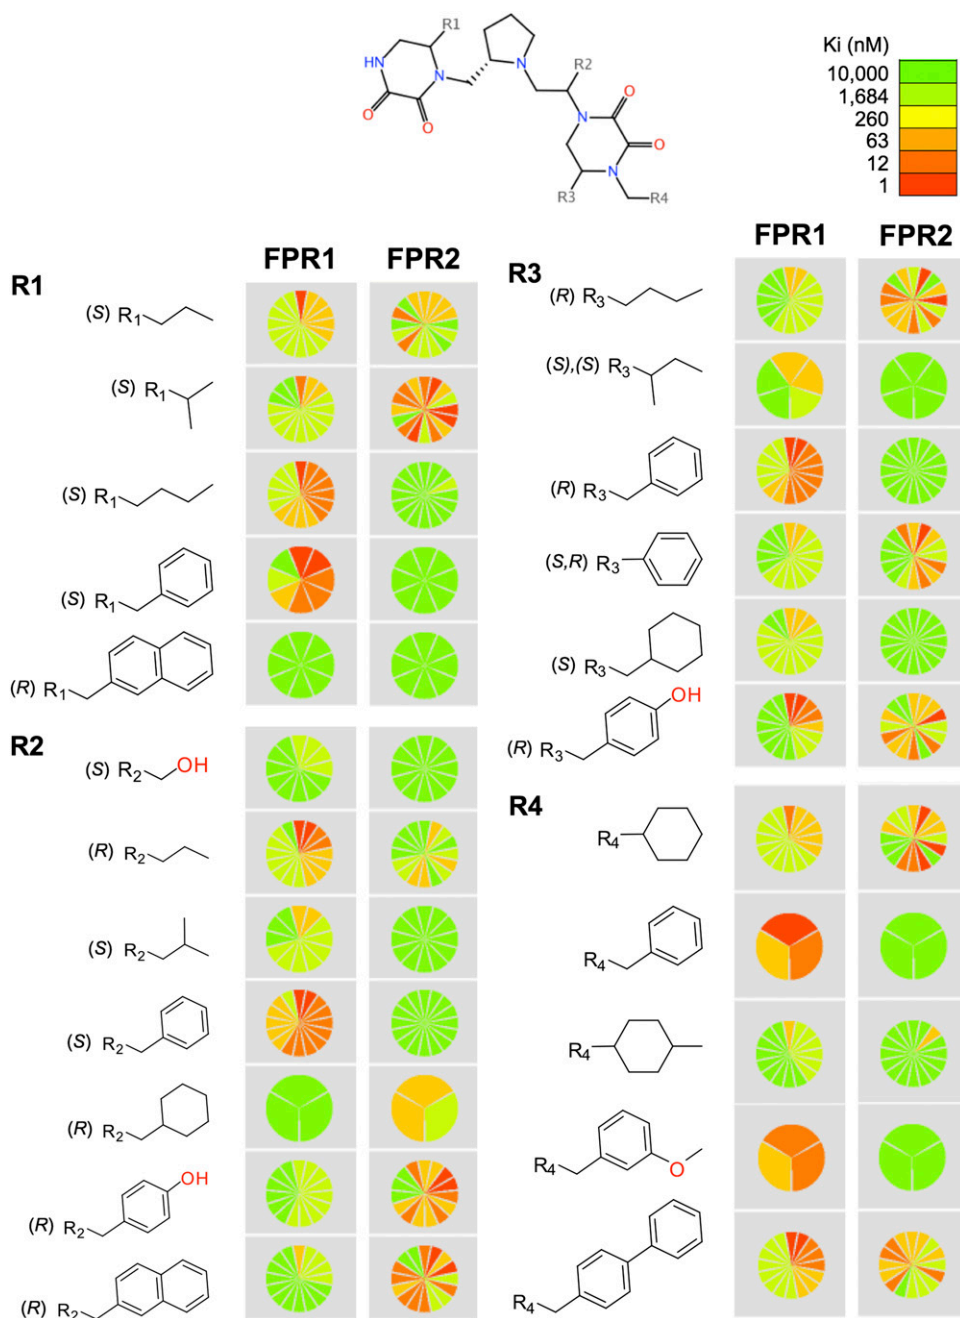 R1
HN
N
N
R2
O
O
N
O
O
N
R3
R4
Ki (nM)
10,000
1,684
260
63
12
1
FPR1 FPR2
R1
(S) R1
(S) R1
(S) R1
(S) R1
(R) R1
R2
(S) R2 OH
(R) R2
(S) R2
(S) R2
(R) R2
OH
(R) R2
(R) R2
FPR1 FPR2
R3
(R) R3
(S),(S) R3
(R) R3
(S,R) R3
(S) R3
OH
(R) R3
R4
R4
R4
R4
R4 O
R4